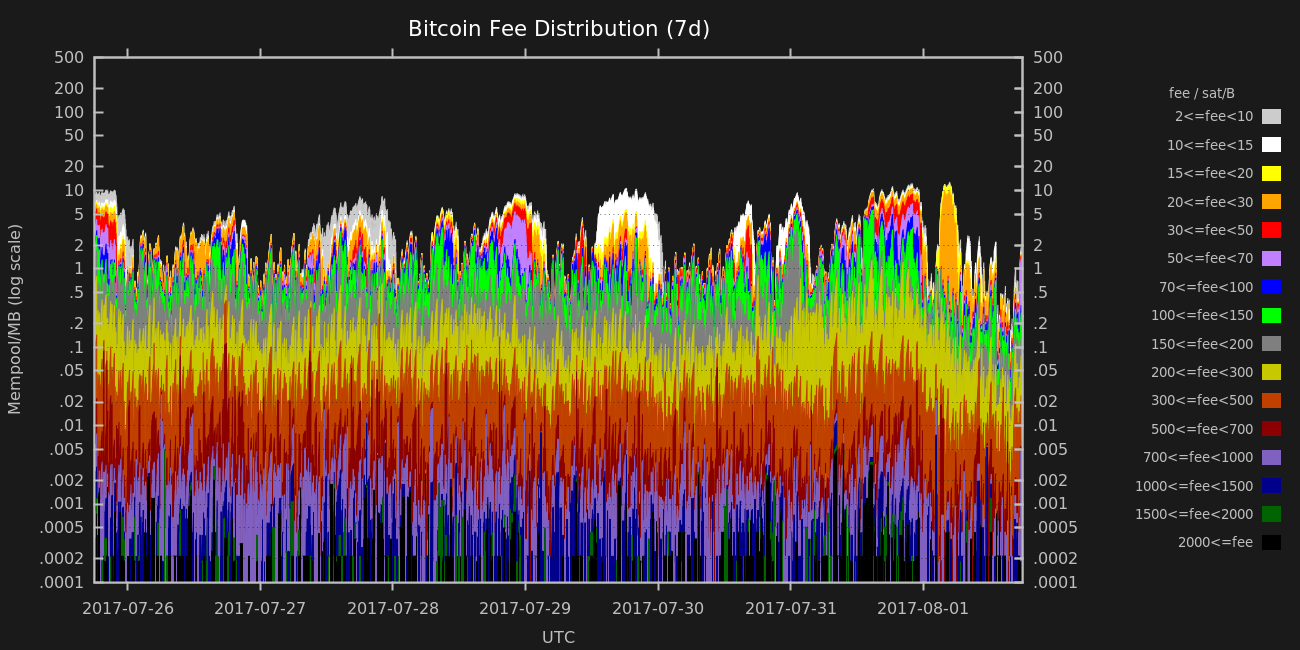 Bitcoin Fee Distribution (7d)
500 500
200 200
100 100
50 50
20 20
10 10
5 5
2 2
1 1
.5 .5
.2 .2
.1 .1
.05 .05
.02 .02
.01 .01
.005 .005
.002 .002
.001 .001
.0005 .0005
.0002 .0002
.0001 .0001
Mempool/MB (log scale)
2017-07-26 2017-07-27 2017-07-28 2017-07-29 2017-07-30 2017-07-31 2017-08-01
UTC
fee / sat/B
2<=fee<10
10<=fee<15
15<=fee<20
20<=fee<30
30<=fee<50
50<=fee<70
70<=fee<100
100<=fee<150
150<=fee<200
200<=fee<300
300<=fee<500
500<=fee<700
700<=fee<1000
1000<=fee<1500
1500<=fee<2000
2000<=fee